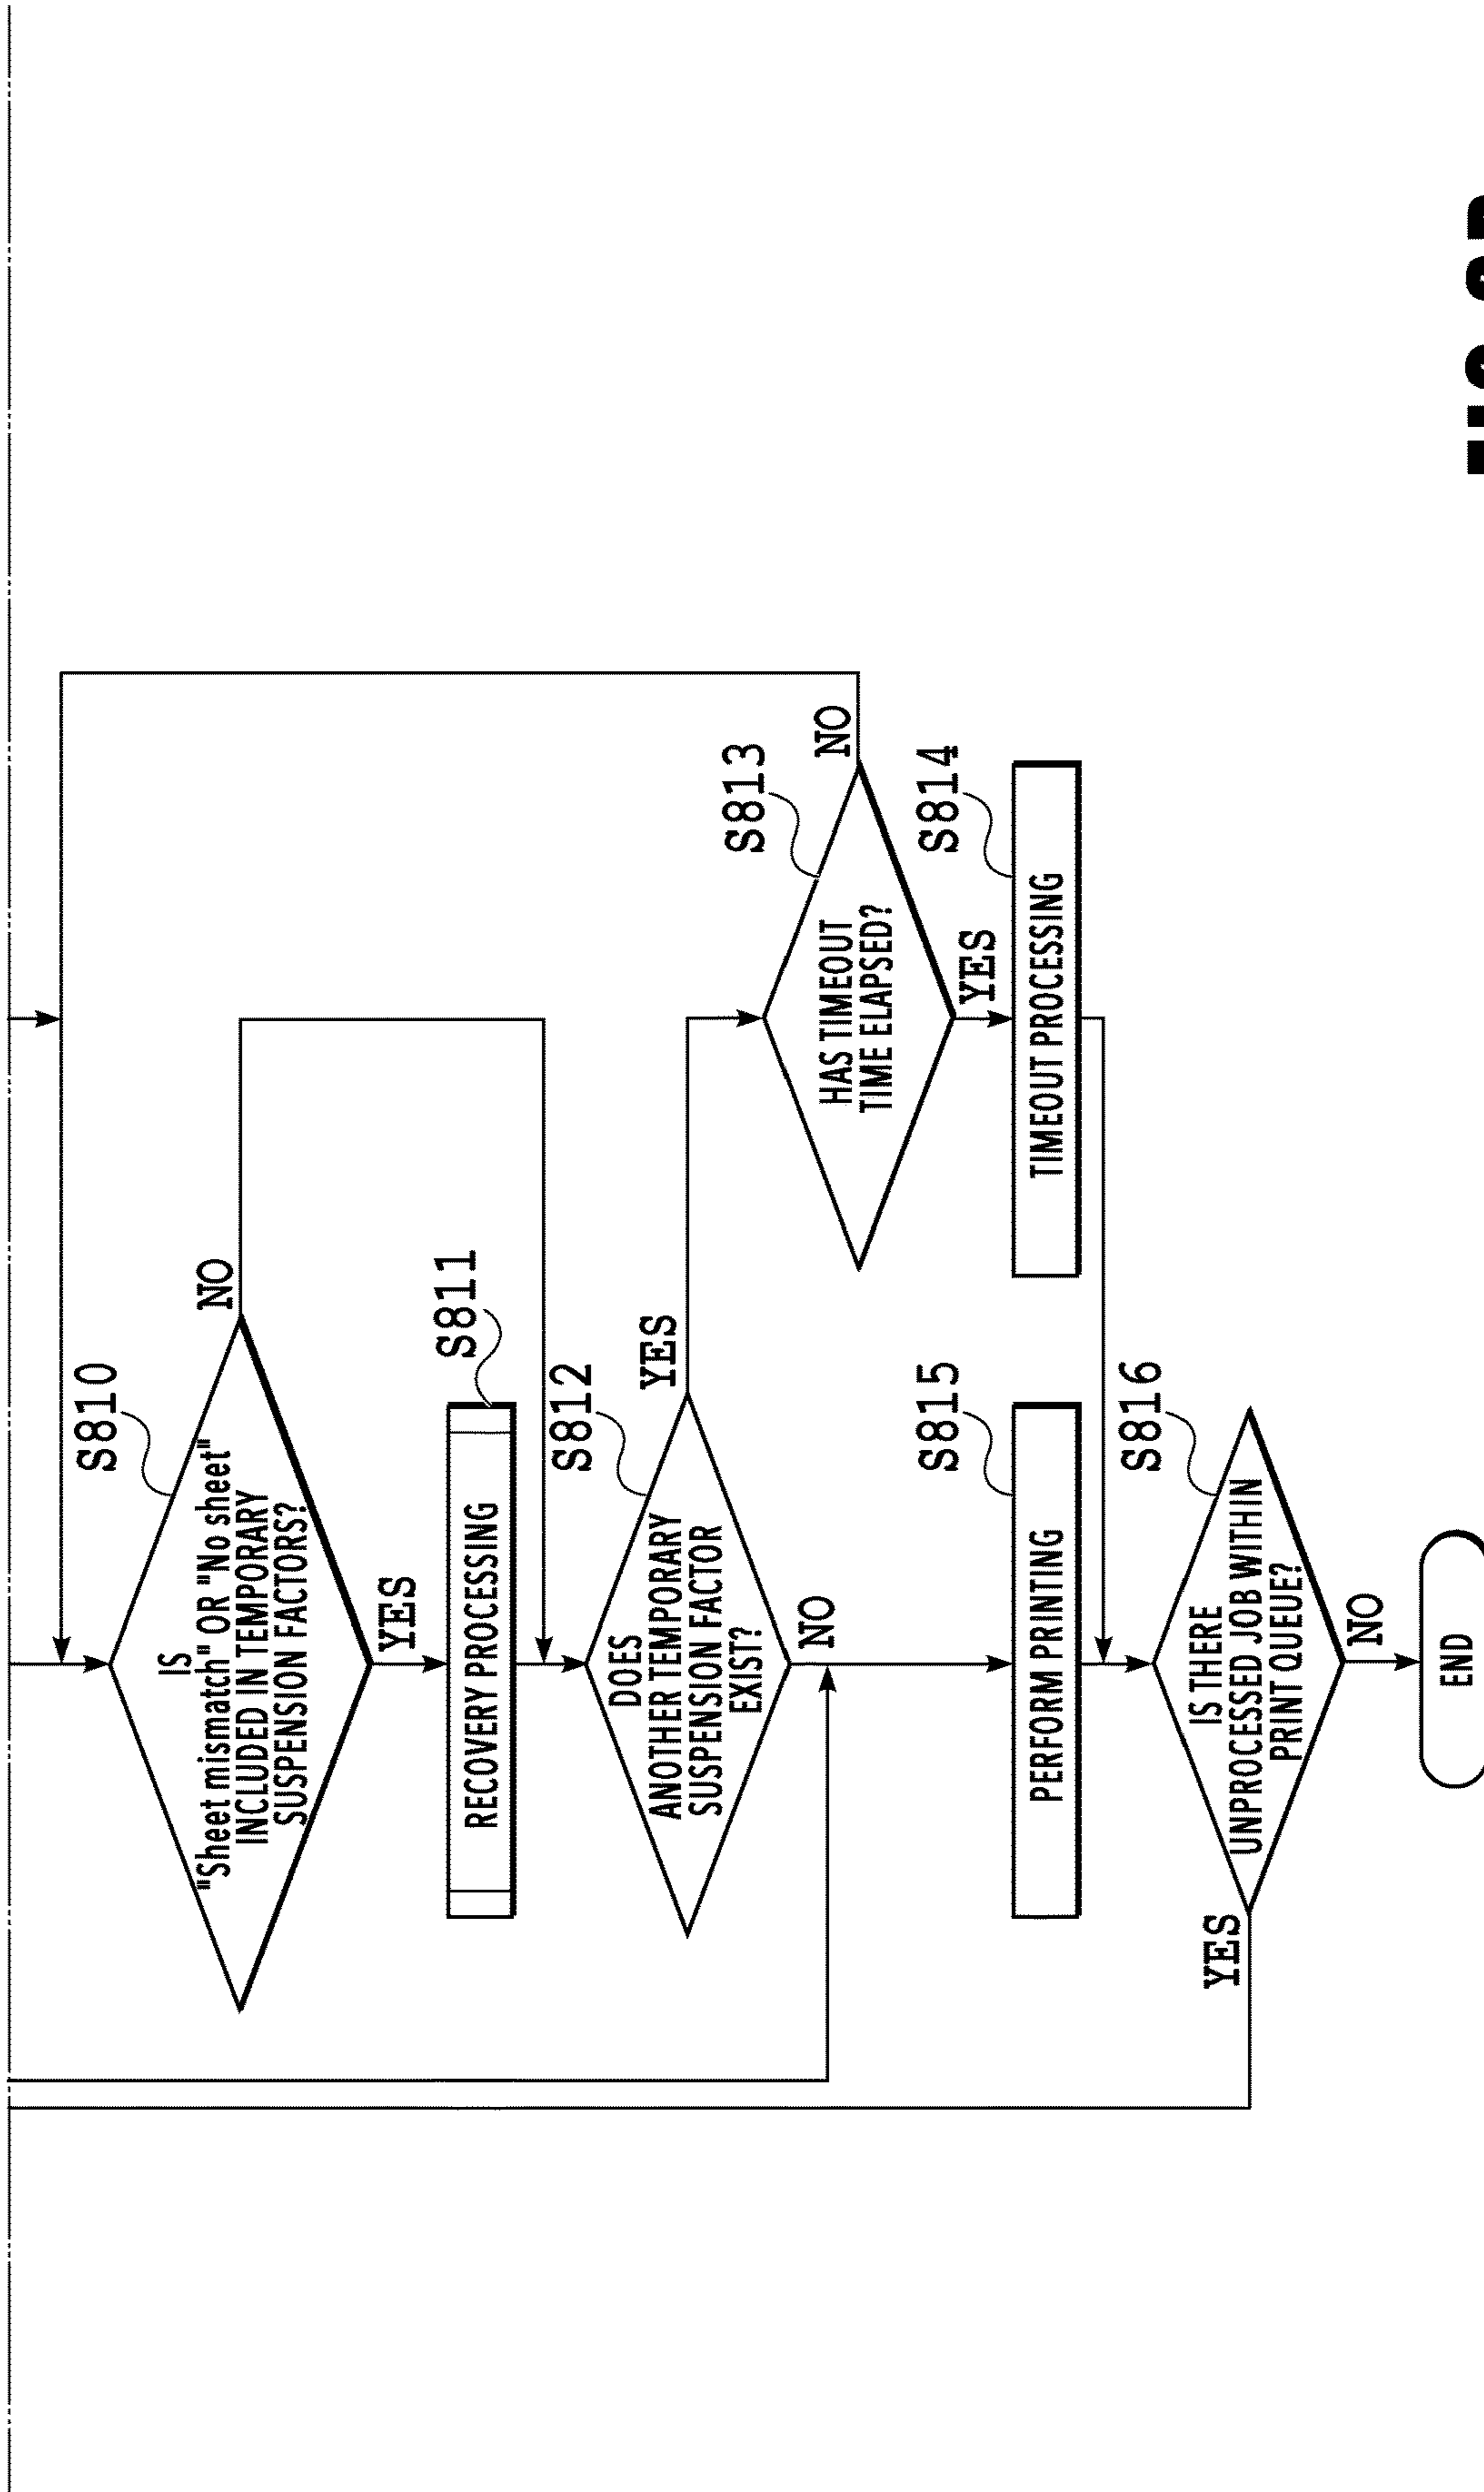 S810
IS
"Sheet mismatch" OR "No sheet"
INCLUDED IN TEMPORARY
SUSPENSION FACTORS?
NO
YES
S811
RECOVERY PROCESSING
S812
DOES
ANOTHER TEMPORARY
SUSPENSION FACTOR
EXIST?
YES
NO
S813
HAS TIMEOUT
TIME ELAPSED?
NO
YES
S814
TIMEOUT PROCESSING
S815
PERFORM PRINTING
S816
IS THERE
UNPROCESSED JOB WITHIN
PRINT QUEUE?
YES
NO
END